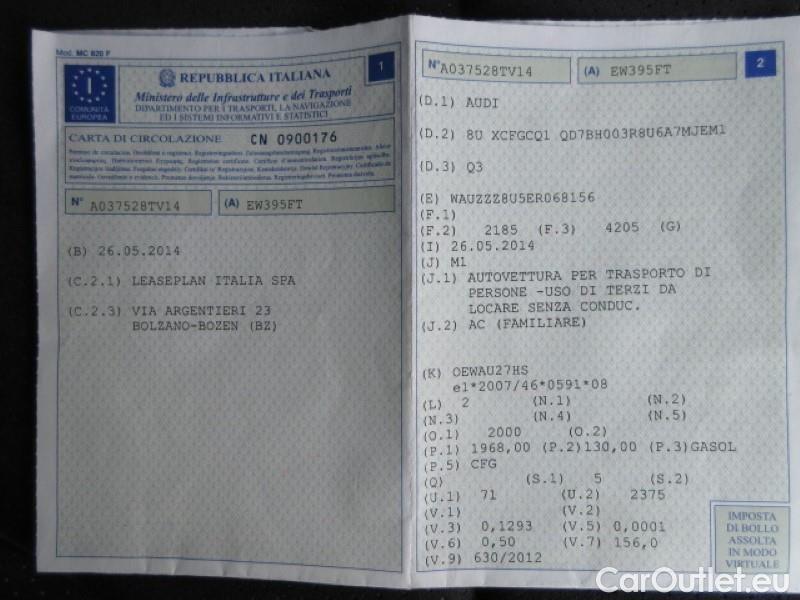 Mod. MC 820 F
1
REPUBBLICA ITALIANA
Ministero delle Infrastrutture e dei Trasporti
DIPARTIMENTO PER I TRASPORTI, LA NAVIGAZIONE
ED I SISTEMI INFORMATIVI E STATISTICI
I
COMUNITÀ
EUROPEA
CARTA DI CIRCOLAZIONE CN 0900176
N° A037528TV14 (A) EW395FT
(B) 26.05.2014
(C.2.1) LEASEPLAN ITALIA SPA
(C.2.3) VIA ARGENTIERI 23
BOLZANO-BOZEN (BZ)
N° A037528TV14 (A) EW395FT 2
(D.1) AUDI
(D.2) 8U XCFGCQ1 QD7BH003R8U6A7MJEM1
(D.3) Q3
(E) WAUZZZ8U5ER068156
(F.1)
(F.2) 2185 (F.3) 4205 (G)
(I) 26.05.2014
(J) M1
(J.1) AUTOVETTURA PER TRASPORTO DI
PERSONE -USO DI TERZI DA
LOCARE SENZA CONDUC.
(J.2) AC (FAMILIARE)
(K) OEWAU27HS
e1*2007/46*0591*08
(L) 2 (N.1) (N.2)
(N.3) (N.4) (N.5)
(O.1) 2000 (O.2)
(P.1) 1968,00 (P.2)130,00 (P.3)GASOL
(P.5) CFG
(Q) (S.1) 5 (S.2)
(U.1) 71 (U.2) 2375
(V.1) (V.2)
(V.3) 0,1293 (V.5) 0,0001
(V.6) 0,50 (V.7) 156,0
(V.9) 630/2012
IMPOSTA
DI BOLLO
ASSOLTA
IN MODO
VIRTUALE
CarOutlet.eu